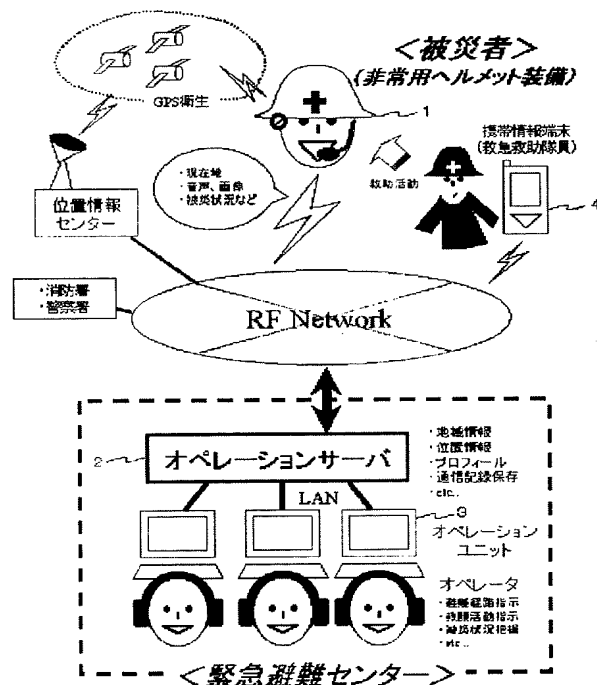 ＜被災者＞
(非常用ヘルメット装備)
GPS衛生
1
携帯情報端末
(救急救助隊員)
・現在地
・音声、画像
・被災状況など
救助活動
4
位置情報
センター
・消防署
・警察署
RF Network
2
オペレーションサーバ
・地域情報
・位置情報
・プロフィール
・通信記録保存
・etc..
LAN
3
オペレーション
ユニット
オペレータ
・避難経路指示
・救助活動指示
・被災状況把握
・etc...
＜緊急避難センター＞